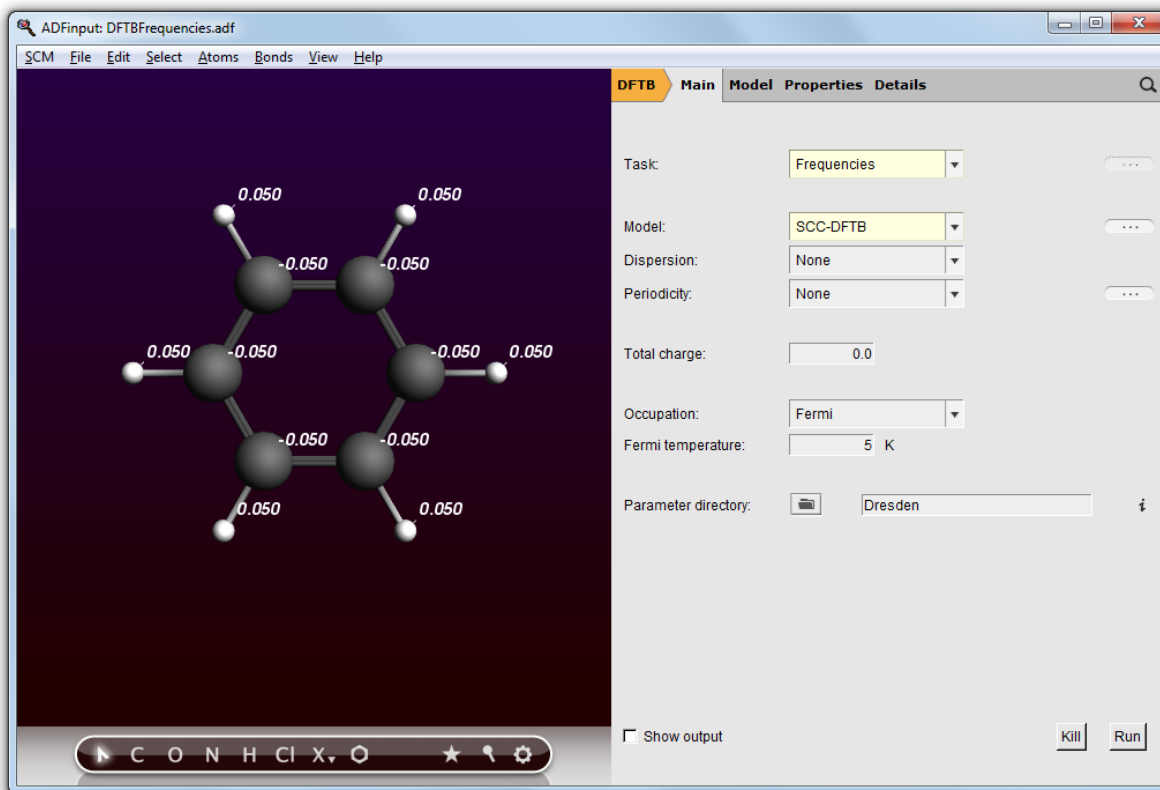 ADFinput: DFTBFrequencies.adf
SCM File Edit Select Atoms Bonds View Help
DFTB Main Model Properties Details
Task: Frequencies ...
Model: SCC-DFTB ...
Dispersion: None
Periodicity: None ...
Total charge: 0.0
Occupation: Fermi
Fermi temperature: 5 K
Parameter directory: Dresden i
Show output Kill Run
0.050 0.050
-0.050 -0.050
0.050 -0.050 -0.050 0.050
-0.050 -0.050
0.050 0.050
C O N H Cl X